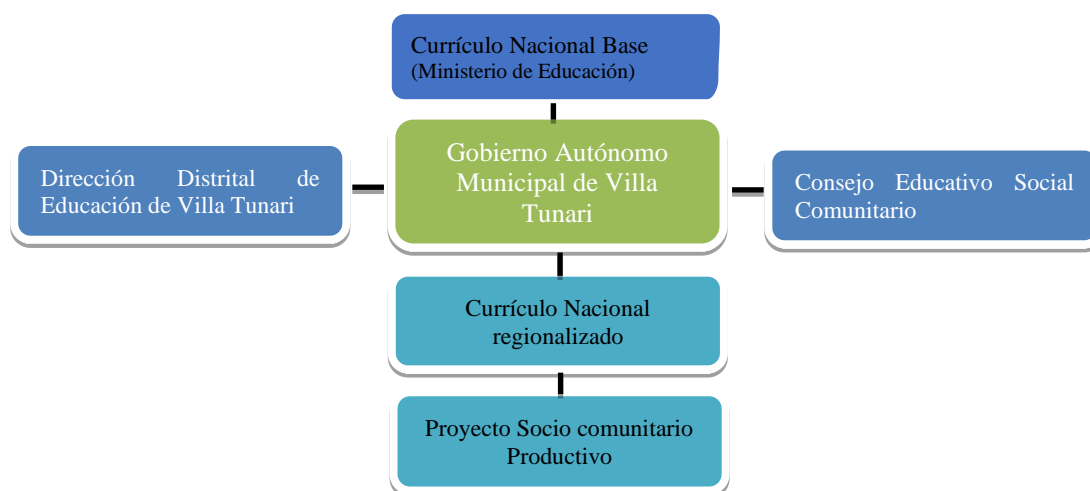 Currículo Nacional Base
(Ministerio de Educación)
Gobierno Autónomo
Municipal de Villa
Tunari
Dirección Distrital de
Educación de Villa Tunari
Consejo Educativo Social
Comunitario
Currículo Nacional
regionalizado
Proyecto Socio comunitario
Productivo